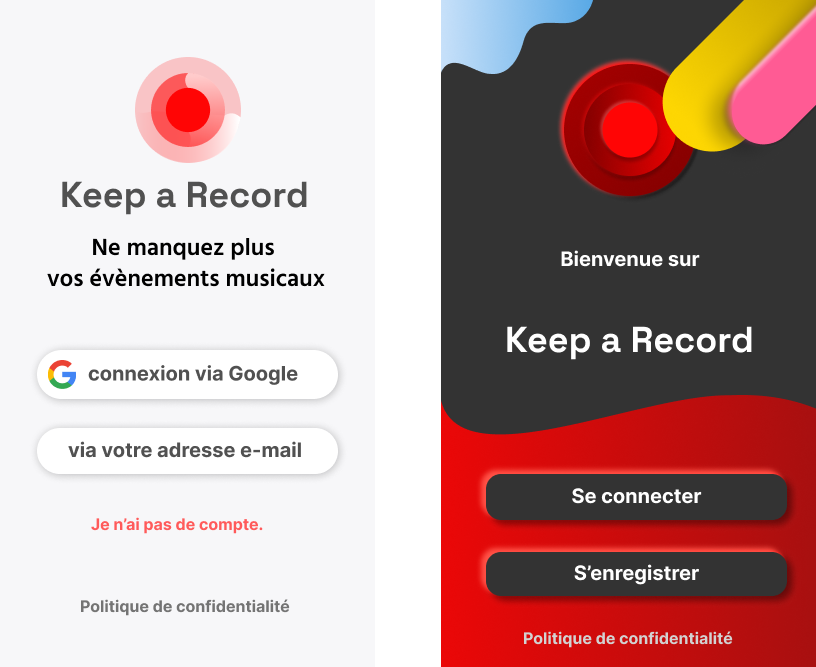 Keep a Record
Ne manquez plus
vos évènements musicaux
connexion via Google
via votre adresse e-mail
Je n’ai pas de compte.
Politique de confidentialité
Bienvenue sur
Keep a Record
Se connecter
S’enregistrer
Politique de confidentialité